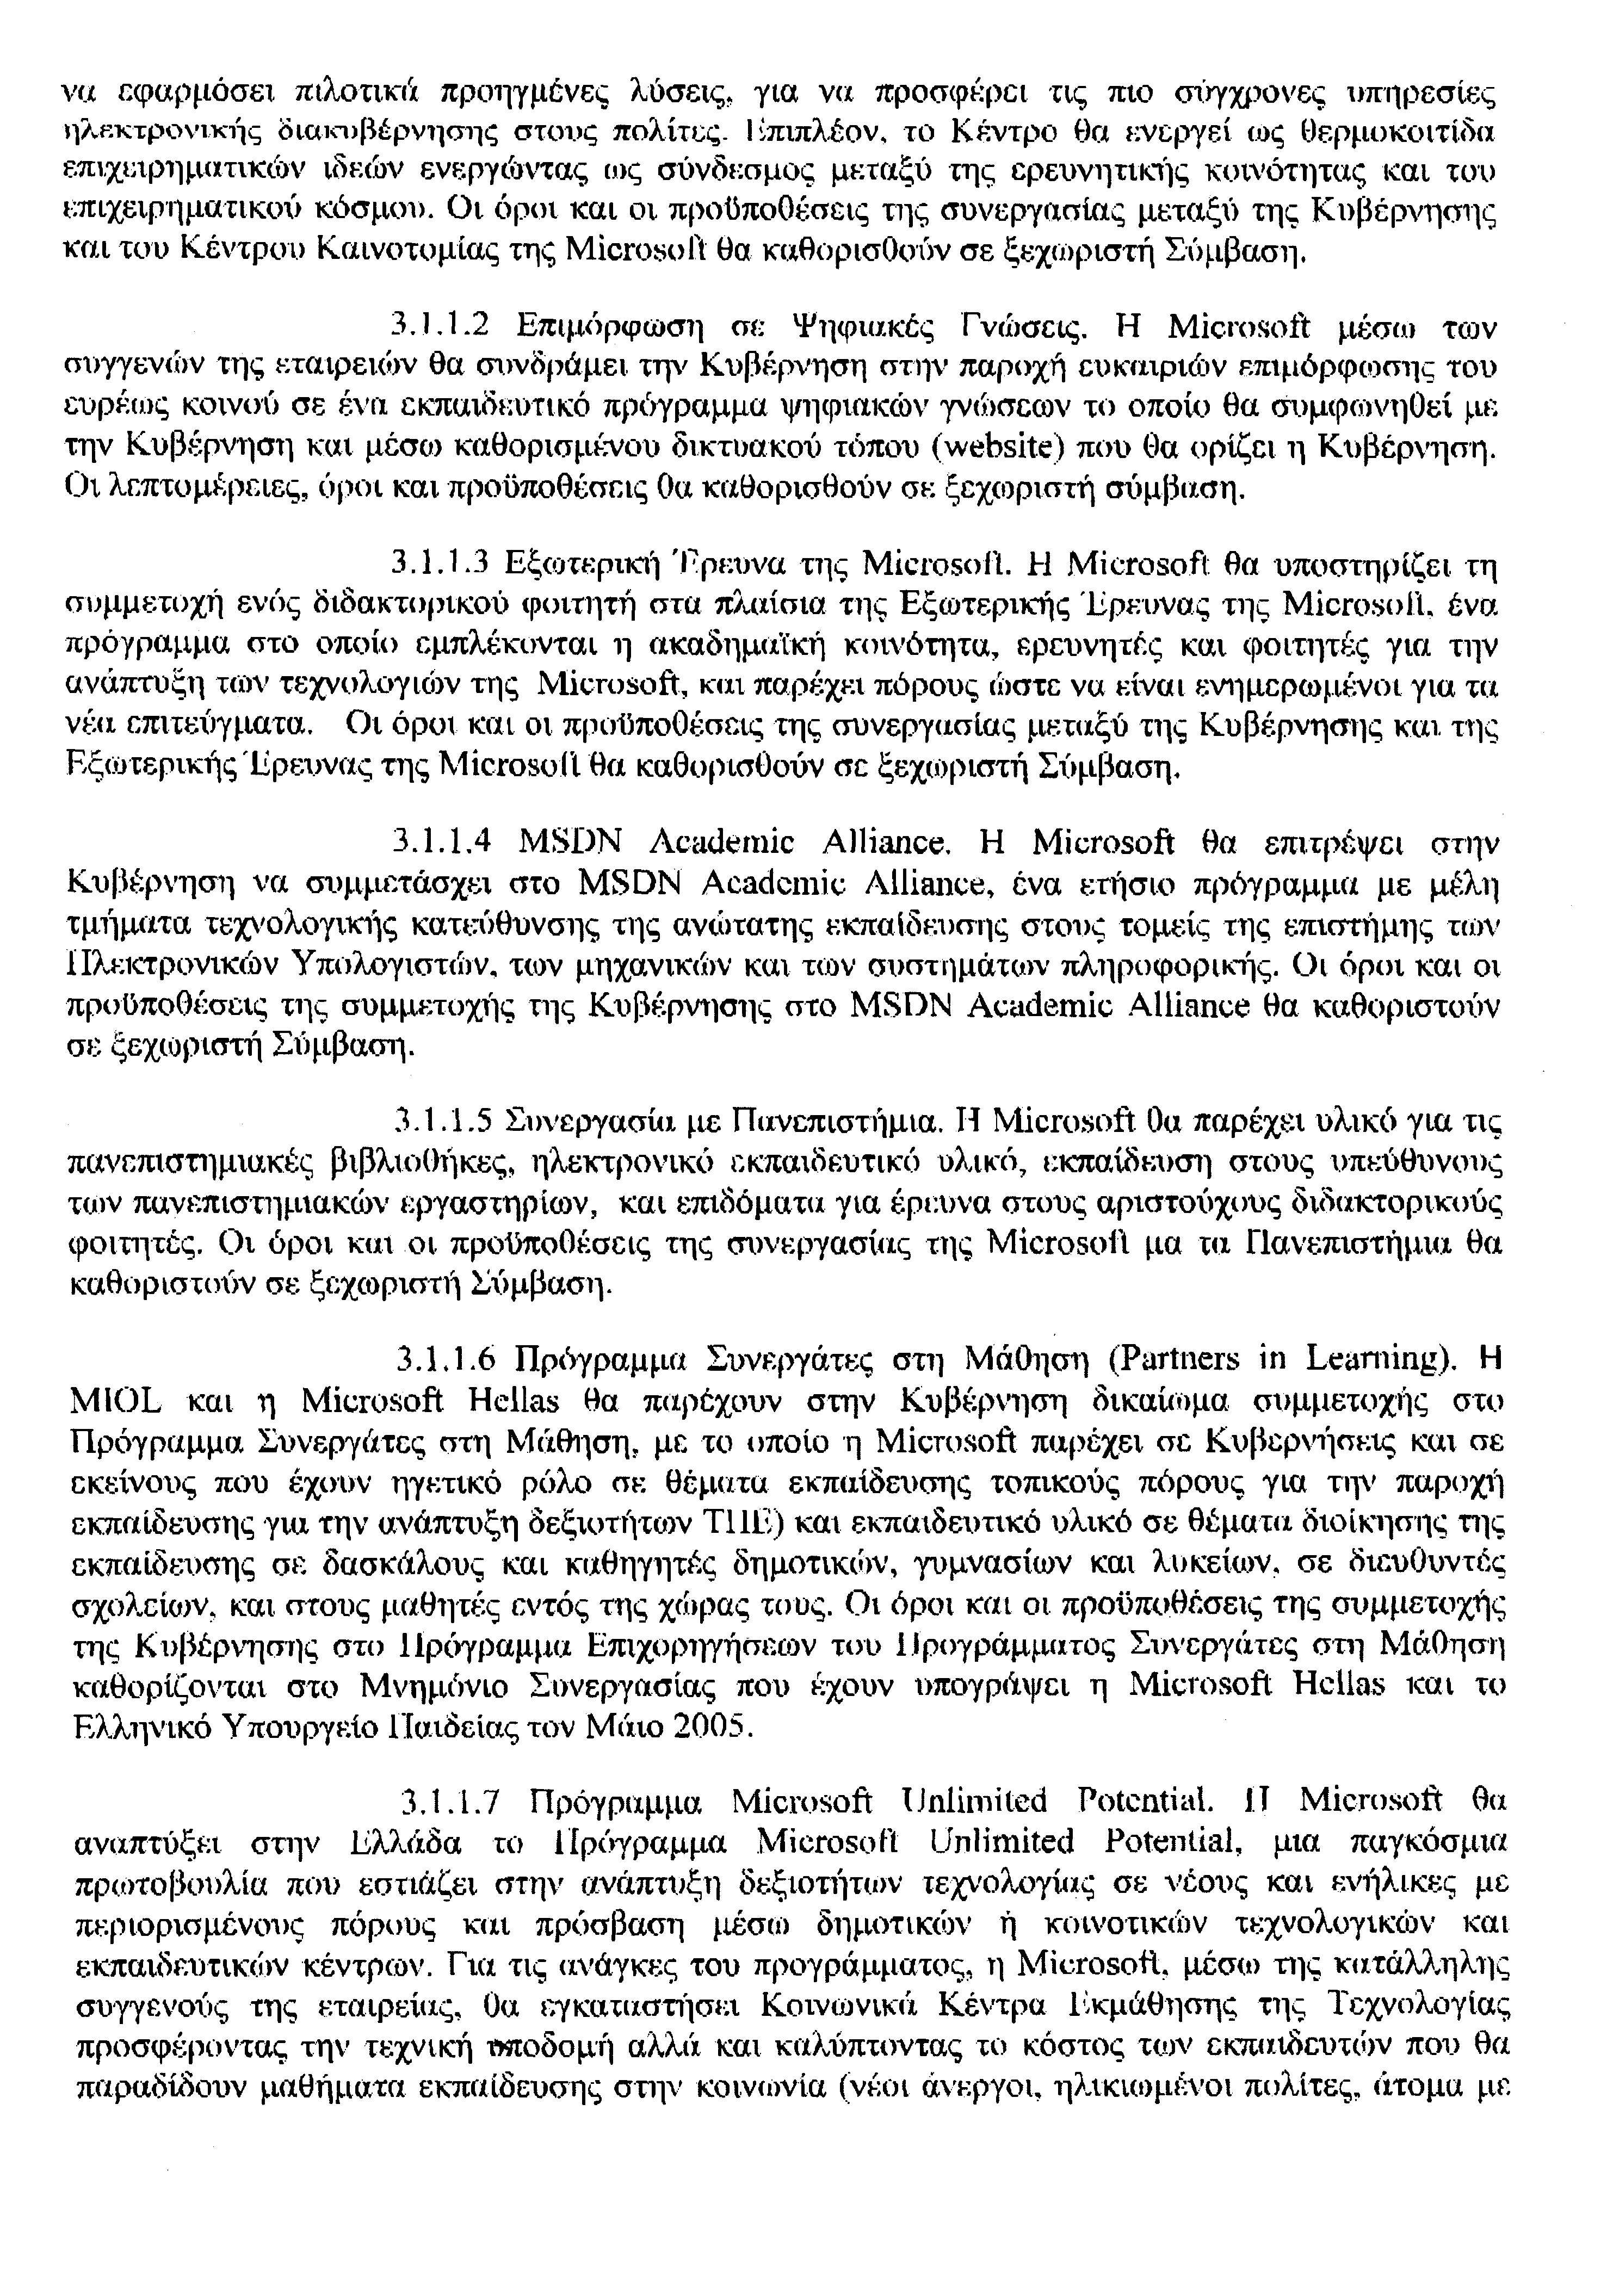 να εφαρμόσει πιλοτικά προηγμένες λύσεις, για να προσφέρει τις πιο σύγχρονες υπηρεσίες
ηλεκτρονικής διακυβέρνησης στους πολίτες. Επιπλέον, το Κέντρο θα ενεργεί ως θερμοκοιτίδα
επιχειρηματικών ιδεών ενεργώντας ως σύνδεσμος μεταξύ της ερευνητικής κοινότητας και του
επιχειρηματικού κόσμου. Οι όροι και οι προϋποθέσεις της συνεργασίας μεταξύ της Κυβέρνησης
και του Κέντρου Καινοτομίας της Microsoft θα καθορισθούν σε ξεχωριστή Σύμβαση.
3.1.1.2 Επιμόρφωση σε Ψηφιακές Γνώσεις. Η Microsoft μέσω των
συγγενών της εταιρειών θα συνδράμει την Κυβέρνηση στην παροχή ευκαιριών επιμόρφωσης του
ευρέως κοινού σε ένα εκπαιδευτικό πρόγραμμα ψηφιακών γνώσεων το οποίο θα συμφωνηθεί με
την Κυβέρνηση και μέσω καθορισμένου δικτυακού τόπου (website) που θα ορίζει η Κυβέρνηση.
Οι λεπτομέρειες, όροι και προϋποθέσεις θα καθορισθούν σε ξεχωριστή σύμβαση.
3.1.1.3 Εξωτερική Έρευνα της Microsoft. Η Microsoft θα υποστηρίζει τη
συμμετοχή ενός διδακτορικού φοιτητή στα πλαίσια της Εξωτερικής Έρευνας της Microsoft, ένα
πρόγραμμα στο οποίο εμπλέκονται η ακαδημαϊκή κοινότητα, ερευνητές και φοιτητές για την
ανάπτυξη των τεχνολογιών της Microsoft, και παρέχει πόρους ώστε να είναι ενημερωμένοι για τα
νέα επιτεύγματα. Οι όροι και οι προϋποθέσεις της συνεργασίας μεταξύ της Κυβέρνησης και της
Εξωτερικής Έρευνας της Microsoft θα καθορισθούν σε ξεχωριστή Σύμβαση.
3.1.1.4 MSDN Academic Alliance. Η Microsoft θα επιτρέψει στην
Κυβέρνηση να συμμετάσχει στο MSDN Academic Alliance, ένα ετήσιο πρόγραμμα με μέλη
τμήματα τεχνολογικής κατεύθυνσης της ανώτατης εκπαίδευσης στους τομείς της επιστήμης των
Ηλεκτρονικών Υπολογιστών, των μηχανικών και των συστημάτων πληροφορικής. Οι όροι και οι
προϋποθέσεις της συμμετοχής της Κυβέρνησης στο MSDN Academic Alliance θα καθοριστούν
σε ξεχωριστή Σύμβαση.
3.1.1.5 Συνεργασία με Πανεπιστήμια. Η Microsoft θα παρέχει υλικό για τις
πανεπιστημιακές βιβλιοθήκες, ηλεκτρονικό εκπαιδευτικό υλικό, εκπαίδευση στους υπεύθυνους
των πανεπιστημιακών εργαστηρίων, και επιδόματα για έρευνα στους αριστούχους διδακτορικούς
φοιτητές. Οι όροι και οι προϋποθέσεις της συνεργασίας της Microsoft μα τα Πανεπιστήμια θα
καθοριστούν σε ξεχωριστή Σύμβαση.
3.1.1.6 Πρόγραμμα Συνεργάτες στη Μάθηση (Partners in Learning). Η
MIOL και η Microsoft Hellas θα παρέχουν στην Κυβέρνηση δικαίωμα συμμετοχής στο
Πρόγραμμα Συνεργάτες στη Μάθηση, με το οποίο η Microsoft παρέχει σε Κυβερνήσεις και σε
εκείνους που έχουν ηγετικό ρόλο σε θέματα εκπαίδευσης τοπικούς πόρους για την παροχή
εκπαίδευσης για την ανάπτυξη δεξιοτήτων ΤΠΕ) και εκπαιδευτικό υλικό σε θέματα διοίκησης της
εκπαίδευσης σε δασκάλους και καθηγητές δημοτικών, γυμνασίων και λυκείων, σε διευθυντές
σχολείων, και στους μαθητές εντός της χώρας τους. Οι όροι και οι προϋποθέσεις της συμμετοχής
της Κυβέρνησης στο Πρόγραμμα Επιχορηγήσεων του Προγράμματος Συνεργάτες στη Μάθηση
καθορίζονται στο Μνημόνιο Συνεργασίας που έχουν υπογράψει η Microsoft Hellas και το
Ελληνικό Υπουργείο Παιδείας τον Μάιο 2005.
3.1.1.7 Πρόγραμμα Microsoft Unlimited Potential. Η Microsoft θα
αναπτύξει στην Ελλάδα το Πρόγραμμα Microsoft Unlimited Potential, μια παγκόσμια
πρωτοβουλία που εστιάζει στην ανάπτυξη δεξιοτήτων τεχνολογίας σε νέους και ενήλικες με
περιορισμένους πόρους και πρόσβαση μέσω δημοτικών ή κοινοτικών τεχνολογικών και
εκπαιδευτικών κέντρων. Για τις ανάγκες του προγράμματος, η Microsoft, μέσω της κατάλληλης
συγγενούς της εταιρείας, θα εγκαταστήσει Κοινωνικά Κέντρα Εκμάθησης της Τεχνολογίας
προσφέροντας την τεχνική υποδομή αλλά και καλύπτοντας το κόστος των εκπαιδευτών που θα
παραδίδουν μαθήματα εκπαίδευσης στην κοινωνία (νέοι άνεργοι, ηλικιωμένοι πολίτες, άτομα με